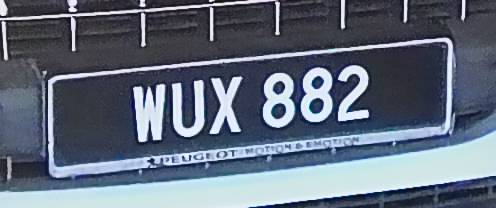 WUX 882
PEUGEOT MOTION & EMOTION